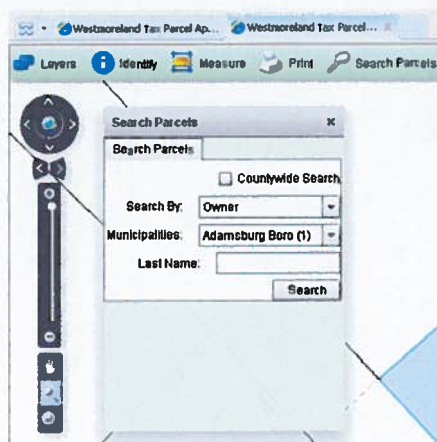 Westmoreland Tax Parcel Ap... Westmoreland Tax Parcel...
Layers Identify Measure Print Search Parcels
Search Parcels
Search Parcels
Countywide Search
Search By: Owner
Municipalities: Adamsburg Boro (1)
Last Name:
Search